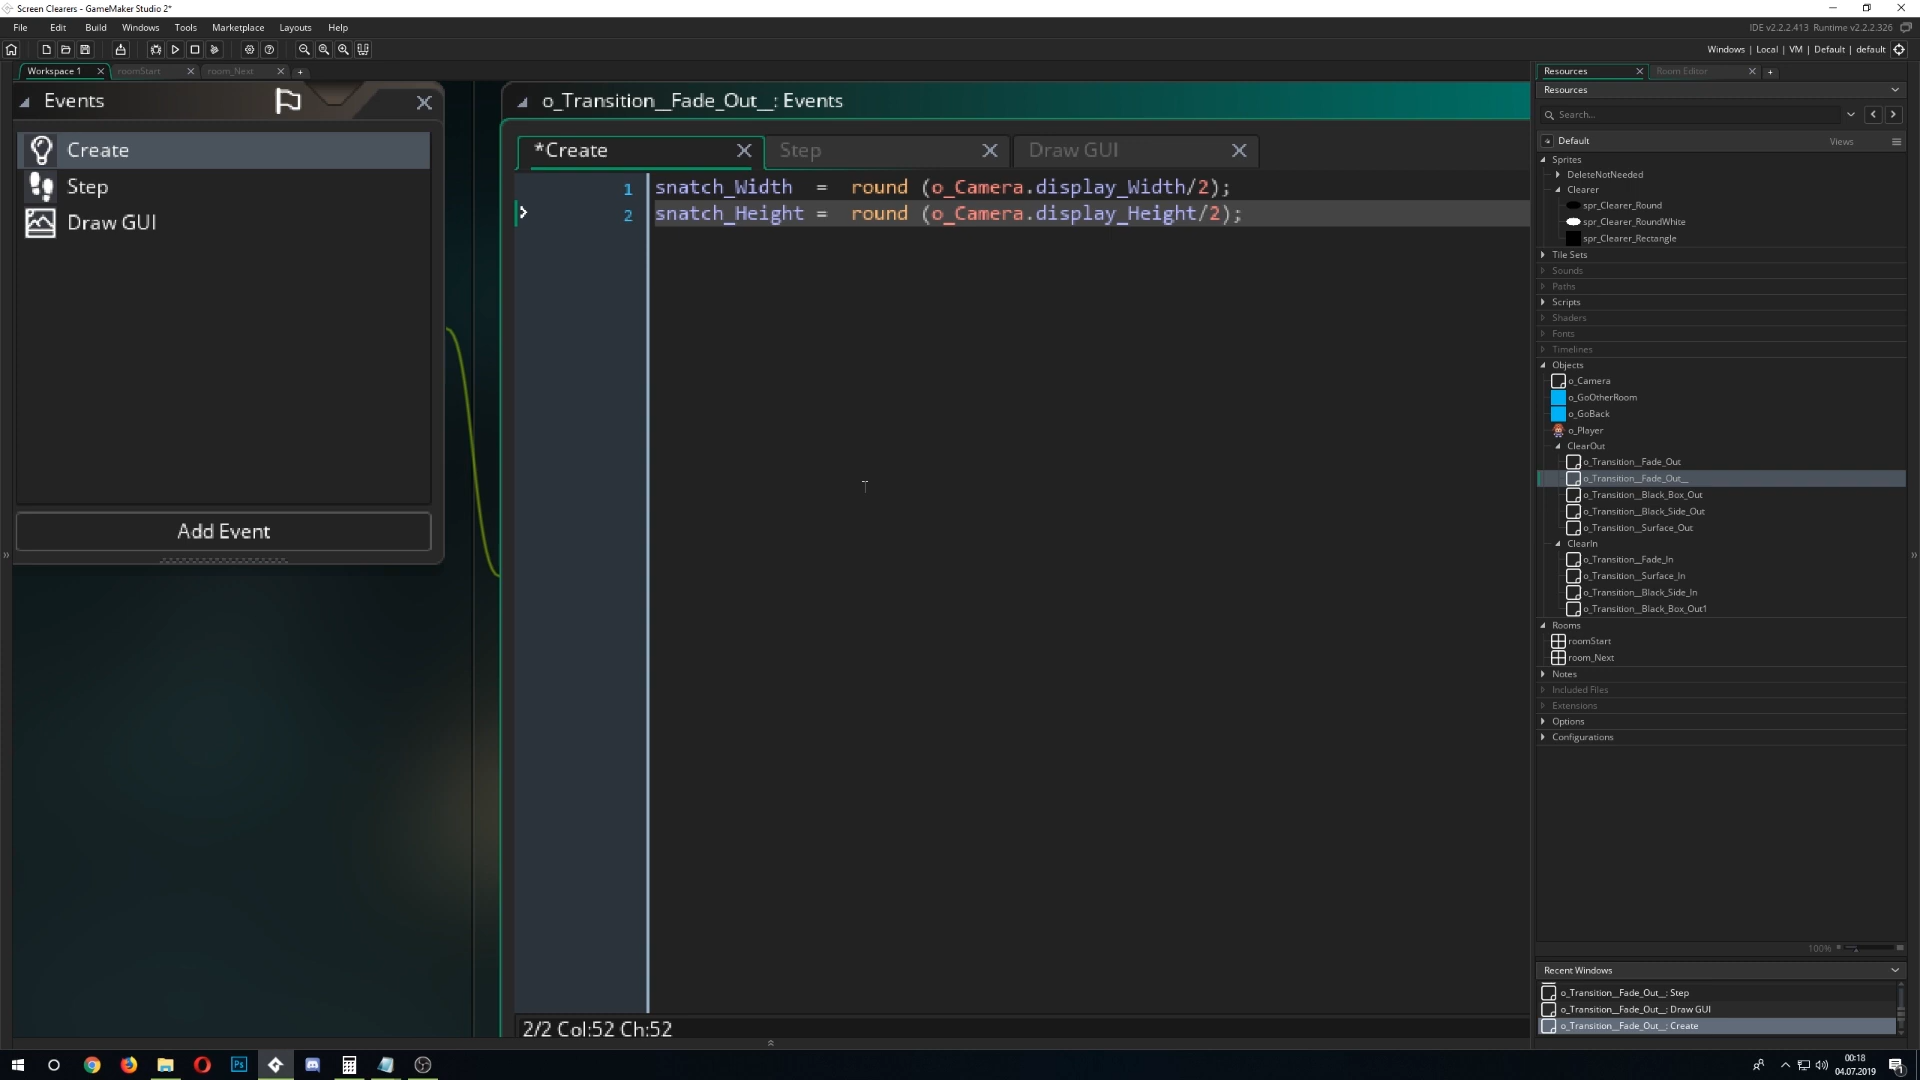 Screen Clearers - GameMaker Studio 2*
File Edit Build Windows Tools Marketplace Layouts Help
IDE v2.2.2.413 Runtime v2.2.2.326
Windows | Local | VM | Default | default
Workspace 1 roomStart room_Next
Events
Create
Step
Draw GUI
Add Event
o_Transition__Fade_Out__: Events
*Create Step Draw GUI
1 snatch_Width = round (o_Camera.display_Width/2);
2 snatch_Height = round (o_Camera.display_Height/2);
2/2 Col:52 Ch:52
Resources Room Editor
Resources
Search...
Default Views
Sprites
DeleteNotNeeded
Clearer
spr_Clearer_Round
spr_Clearer_RoundWhite
spr_Clearer_Rectangle
Tile Sets
Sounds
Paths
Scripts
Shaders
Fonts
Timelines
Objects
o_Camera
o_GoOtherRoom
o_GoBack
o_Player
ClearOut
o_Transition__Fade_Out
o_Transition__Fade_Out__
o_Transition__Black_Box_Out
o_Transition__Black_Side_Out
o_Transition__Surface_Out
ClearIn
o_Transition__Fade_In
o_Transition__Surface_In
o_Transition__Black_Side_In
o_Transition__Black_Box_Out1
Rooms
roomStart
room_Next
Notes
Included Files
Extensions
Options
Configurations
100%
Recent Windows
o_Transition__Fade_Out__: Step
o_Transition__Fade_Out__: Draw GUI
o_Transition__Fade_Out__: Create
Ps
00:18
04.07.2019
1